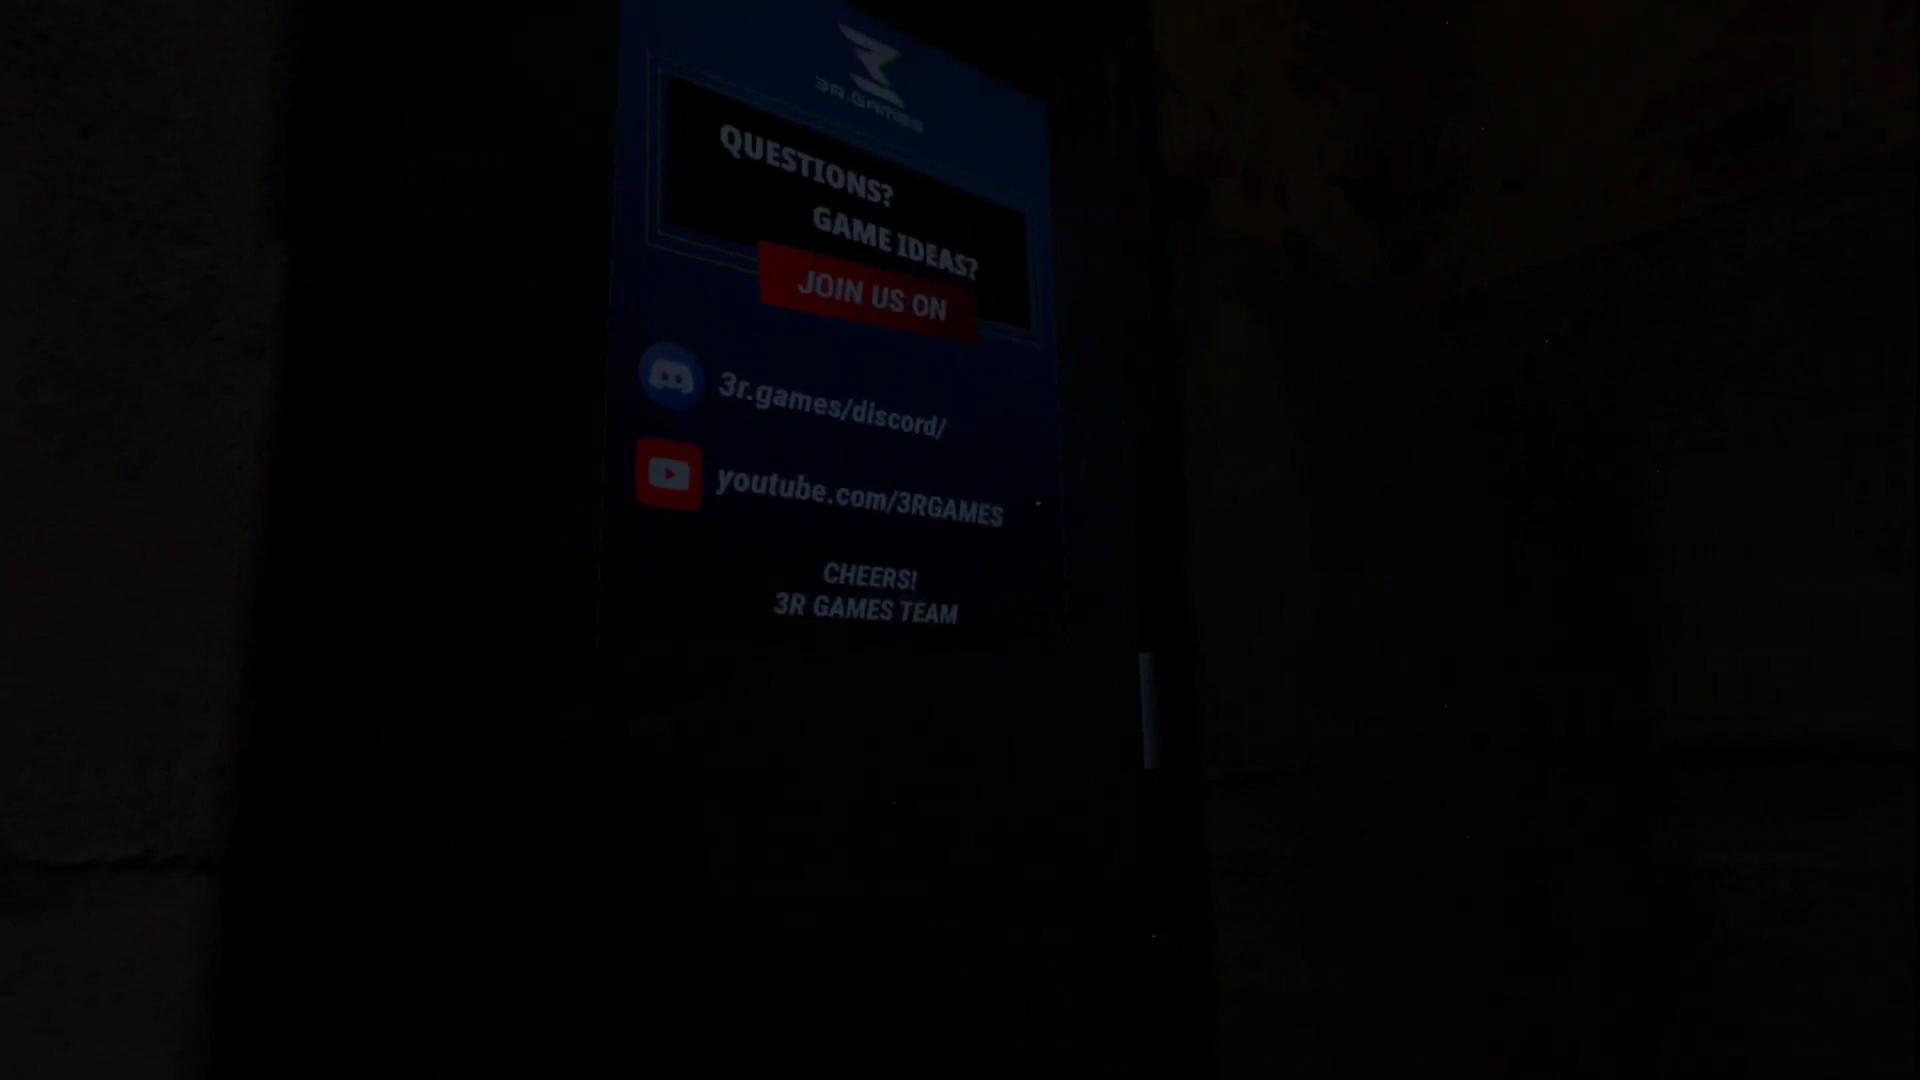 3R.GAMES
QUESTIONS?
GAME IDEAS?
JOIN US ON
3r.games/discord/
youtube.com/3RGAMES
CHEERS!
3R GAMES TEAM